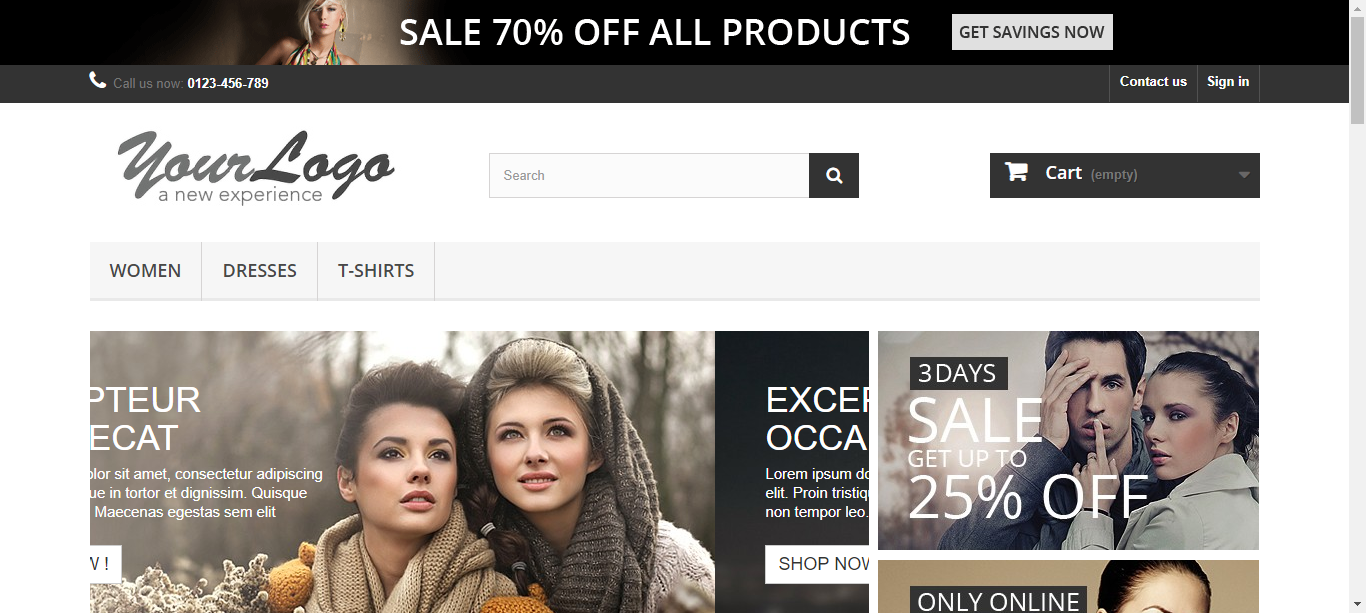 SALE 70% OFF ALL PRODUCTS
GET SAVINGS NOW
Call us now: 0123-456-789
Contact us
Sign in
YourLogo
a new experience
Search
Cart (empty)
WOMEN
DRESSES
T-SHIRTS
PTEUR
ECAT
olor sit amet, consectetur adipiscing
ue in tortor et dignissim. Quisque
Maecenas egestas sem elit
W !
EXCEP
OCCA
Lorem ipsum do
elit. Proin tristiqu
non tempor leo.
SHOP NOW
3 DAYS
SALE
GET UP TO
25% OFF
ONLY ONLINE